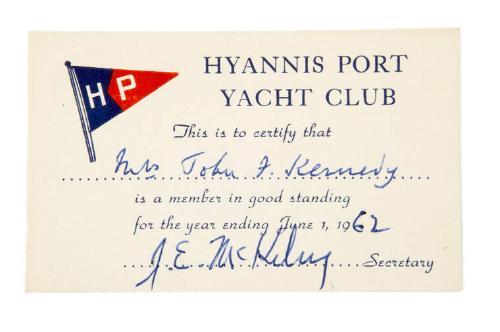 HP
HYANNIS PORT
YACHT CLUB
This is to certify that
Mrs John F. Kennedy
is a member in good standing
for the year ending June 1, 1962
J. E. McKelvy Secretary